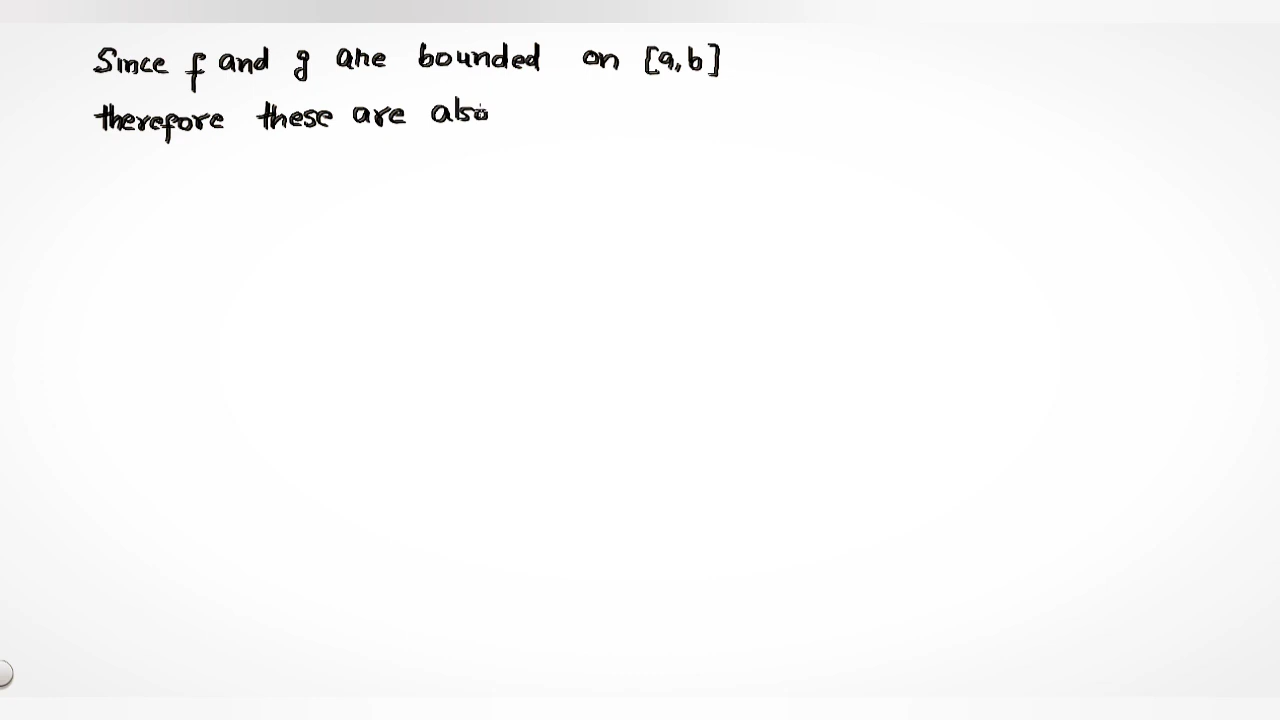 Since f and g are bounded on [a,b]
therefore these are also